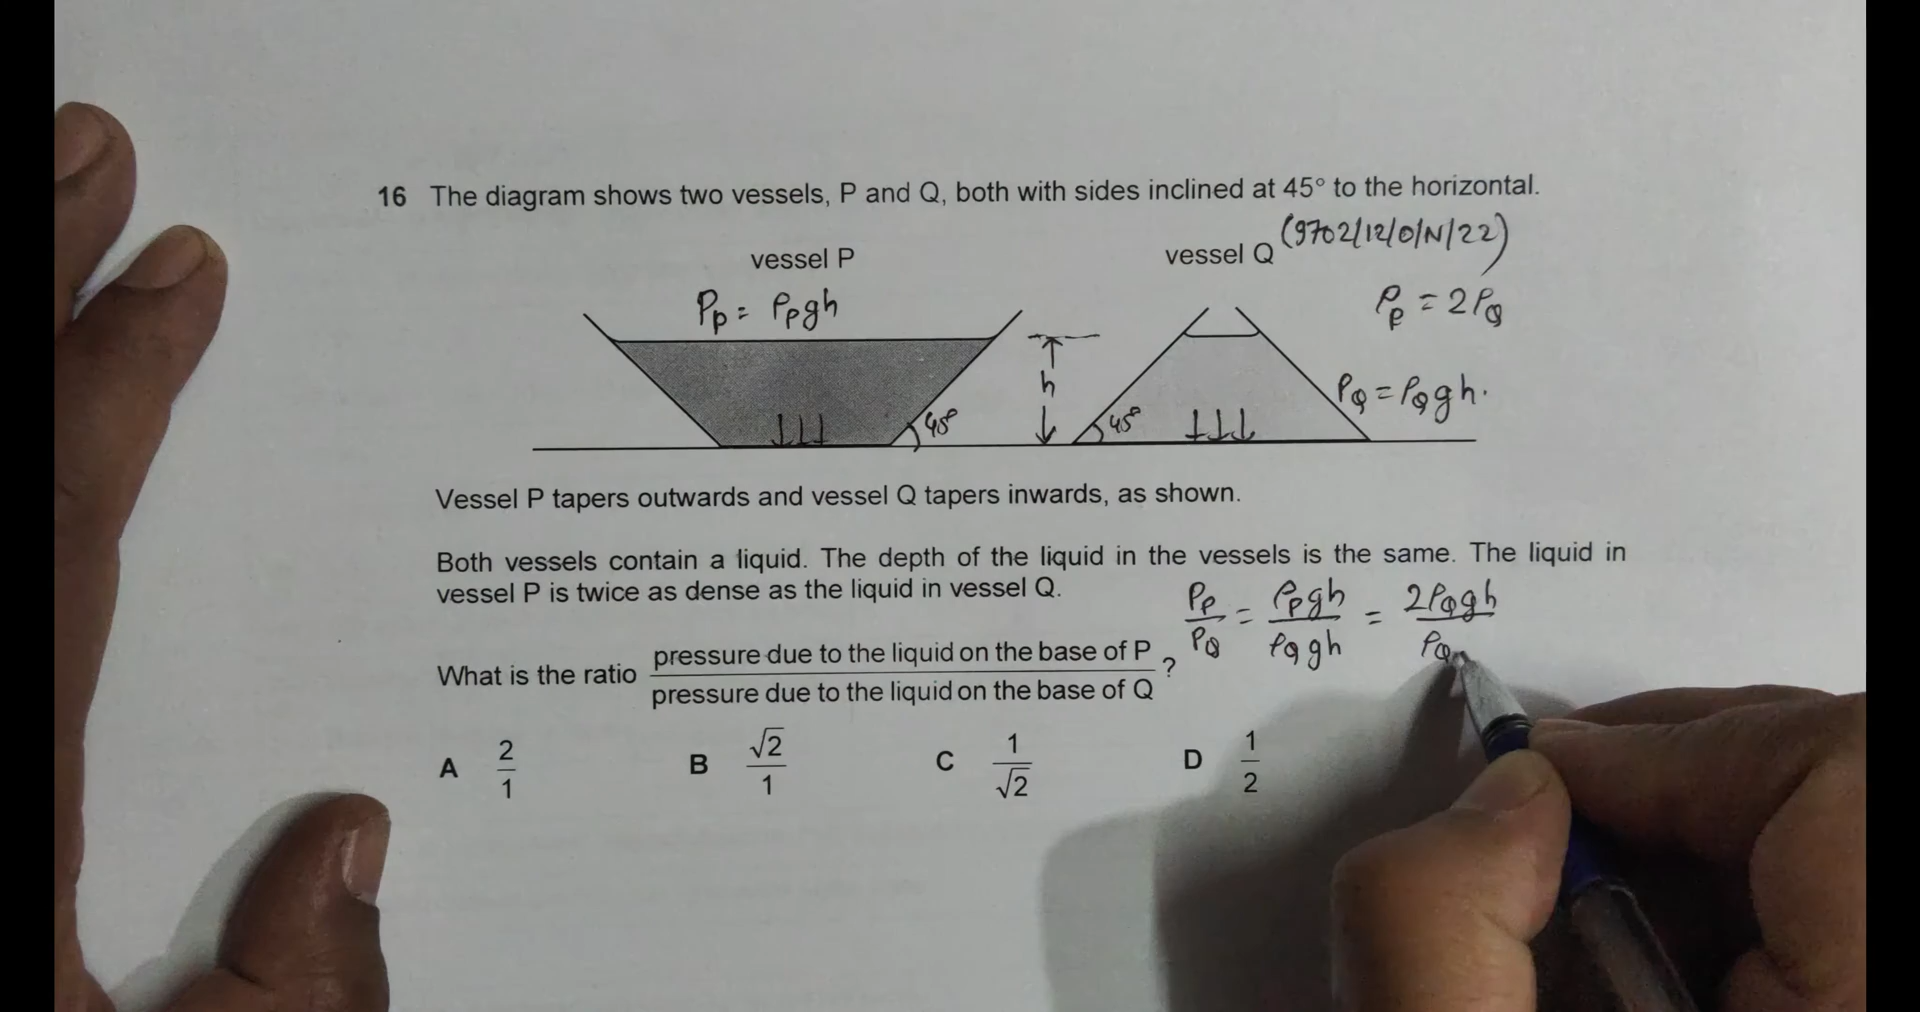 16 The diagram shows two vessels, P and Q, both with sides inclined at 45° to the horizontal.
(9702/12/O/N/22)
vessel P
vessel Q
Pp = ρpgh
ρp = 2ρQ
h
PQ = ρQgh.
45°
45°
Vessel P tapers outwards and vessel Q tapers inwards, as shown.
Both vessels contain a liquid. The depth of the liquid in the vessels is the same. The liquid in
vessel P is twice as dense as the liquid in vessel Q.
Pp/PQ = ρpgh/ρQgh = 2ρQgh/ρQ
What is the ratio pressure due to the liquid on the base of P / pressure due to the liquid on the base of Q ?
A 2/1 B √2/1 C 1/√2 D 1/2